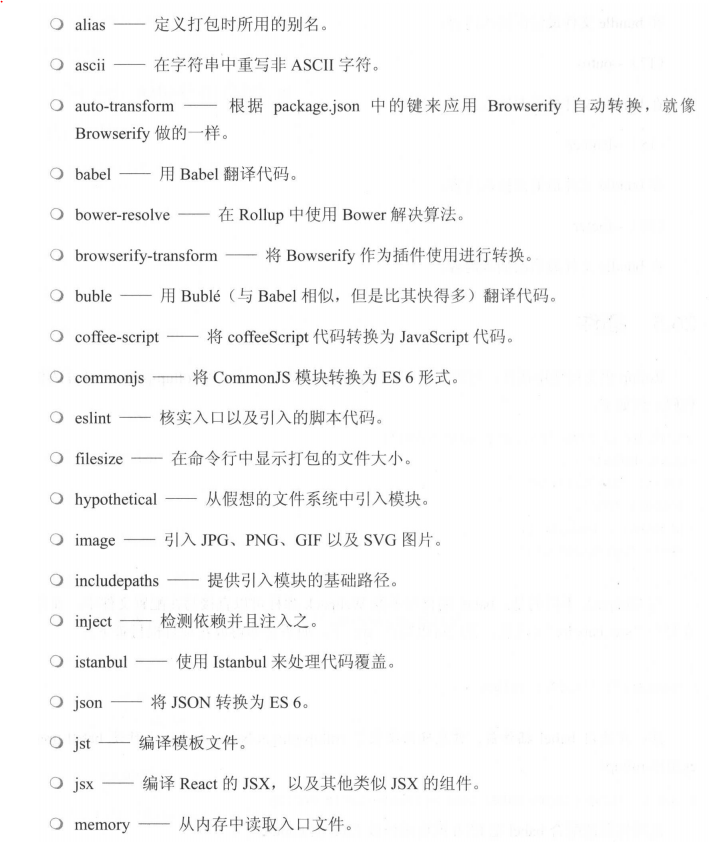 ○ alias —— 定义打包时所用的别名。
○ ascii —— 在字符串中重写非 ASCII 字符。
○ auto-transform —— 根据 package.json 中的键来应用 Browserify 自动转换，就像
Browserify 做的一样。
○ babel —— 用 Babel 翻译代码。
○ bower-resolve —— 在 Rollup 中使用 Bower 解决算法。
○ browserify-transform —— 将 Bowserify 作为插件使用进行转换。
○ buble —— 用 Bublé（与 Babel 相似，但是比其快得多）翻译代码。
○ coffee-script —— 将 coffeeScript 代码转换为 JavaScript 代码。
○ commonjs —— 将 CommonJS 模块转换为 ES 6 形式。
○ eslint —— 核实入口以及引入的脚本代码。
○ filesize —— 在命令行中显示打包的文件大小。
○ hypothetical —— 从假想的文件系统中引入模块。
○ image —— 引入 JPG、PNG、GIF 以及 SVG 图片。
○ includepaths —— 提供引入模块的基础路径。
○ inject —— 检测依赖并且注入之。
○ istanbul —— 使用 Istanbul 来处理代码覆盖。
○ json —— 将 JSON 转换为 ES 6。
○ jst —— 编译模板文件。
○ jsx —— 编译 React 的 JSX，以及其他类似 JSX 的组件。
○ memory —— 从内存中读取入口文件。